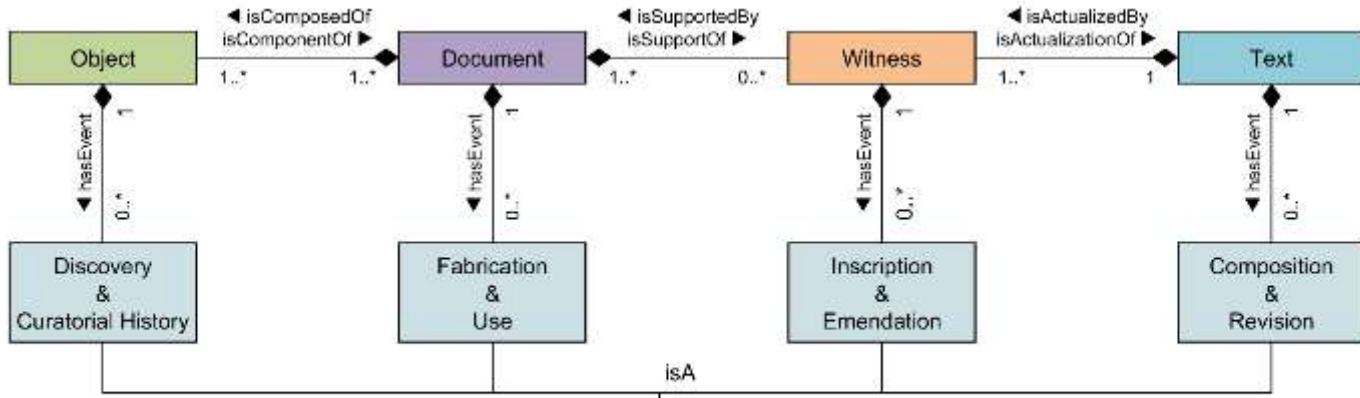 ◄ isComposedOf
isComponentOf ►
◄ isSupportedBy
isSupportOf ►
◄ isActualizedBy
isActualizationOf ►
Object
Document
Witness
Text
1..*
1..*
1..*
0..*
1..*
1
◄ hasEvent
1
0..*
◄ hasEvent
1
0..*
◄ hasEvent
1
0..*
◄ hasEvent
1
0..*
Discovery
&
Curatorial History
Fabrication
&
Use
Inscription
&
Emendation
Composition
&
Revision
isA